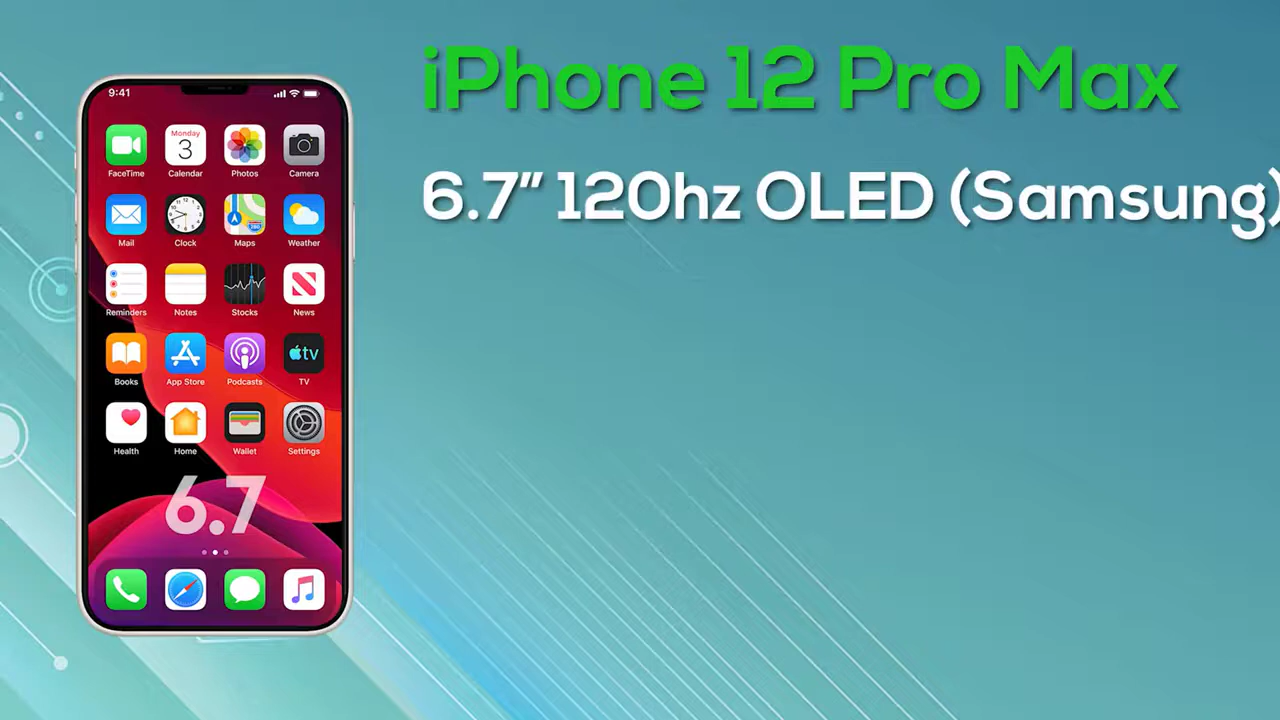 iPhone 12 Pro Max
6.7” 120hz OLED (Samsung)
9:41
Monday
3
FaceTime Calendar Photos Camera
280
Mail Clock Maps Weather
Reminders Notes Stocks News
tv
Books App Store Podcasts TV
Health Home Wallet Settings
6.7